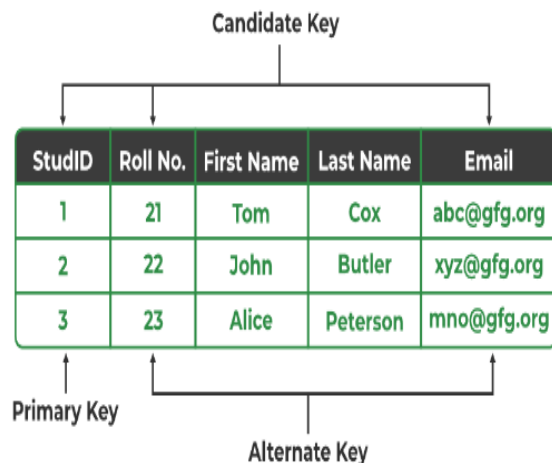 Candidate Key
StudID Roll No. First Name Last Name Email
1 21 Tom Cox abc@gfg.org
2 22 John Butler xyz@gfg.org
3 23 Alice Peterson mno@gfg.org
Primary Key
Alternate Key